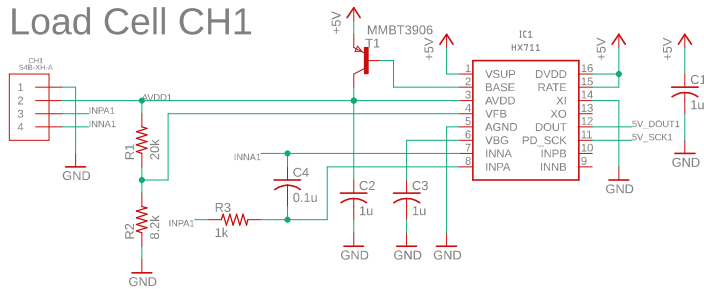 Load Cell CH1
+5V
MMBT3906
T1
+5V
IC1
HX711
+5V
+5V
CH1
S4B-XH-A
1
2
3
4
AVDD1
INPA1
INNA1
GND
R1
20k
R2
8.2k
GND
INNA1
C4
0.1u
INPA1
R3
1k
C2
1u
GND
C3
1u
GND
GND
1 VSUP DVDD 16
2 BASE RATE 15
3 AVDD XI 14
4 VFB XO 13
5 AGND DOUT 12 5V_DOUT1
6 VBG PD_SCK 11 5V_SCK1
7 INNA INPB 10
8 INPA INNB 9
GND
C1
1u
GND